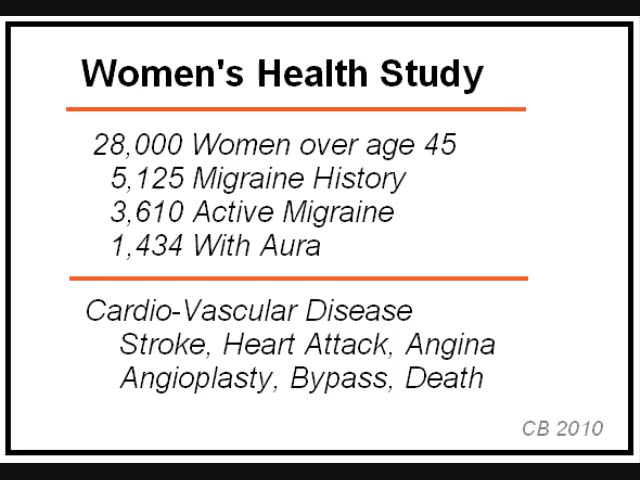 Women's Health Study
28,000 Women over age 45
5,125 Migraine History
3,610 Active Migraine
1,434 With Aura
Cardio-Vascular Disease
Stroke, Heart Attack, Angina
Angioplasty, Bypass, Death
CB 2010